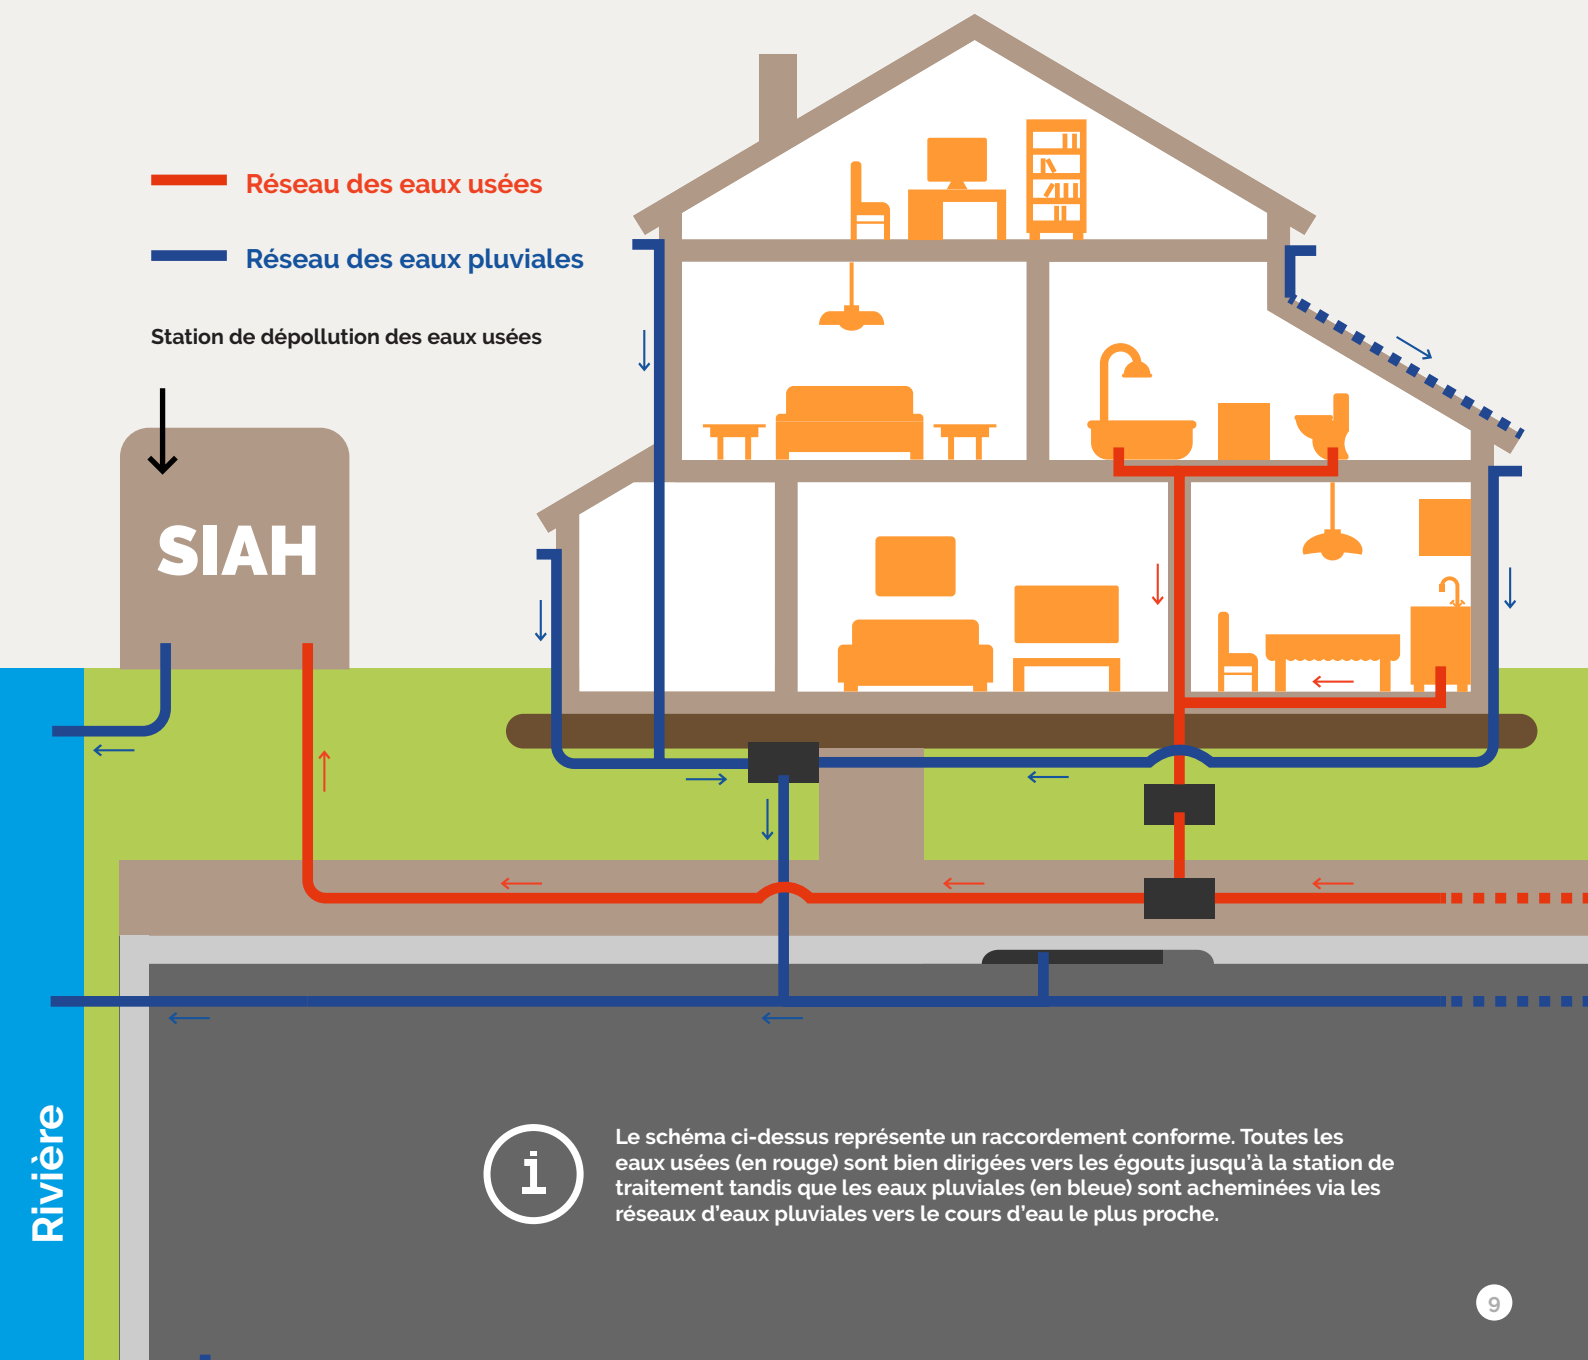 Réseau des eaux usées
Réseau des eaux pluviales
Station de dépollution des eaux usées
SIAH
Rivière
i
Le schéma ci-dessus représente un raccordement conforme. Toutes les
eaux usées (en rouge) sont bien dirigées vers les égouts jusqu’à la station de
traitement tandis que les eaux pluviales (en bleue) sont acheminées via les
réseaux d’eaux pluviales vers le cours d’eau le plus proche.
9